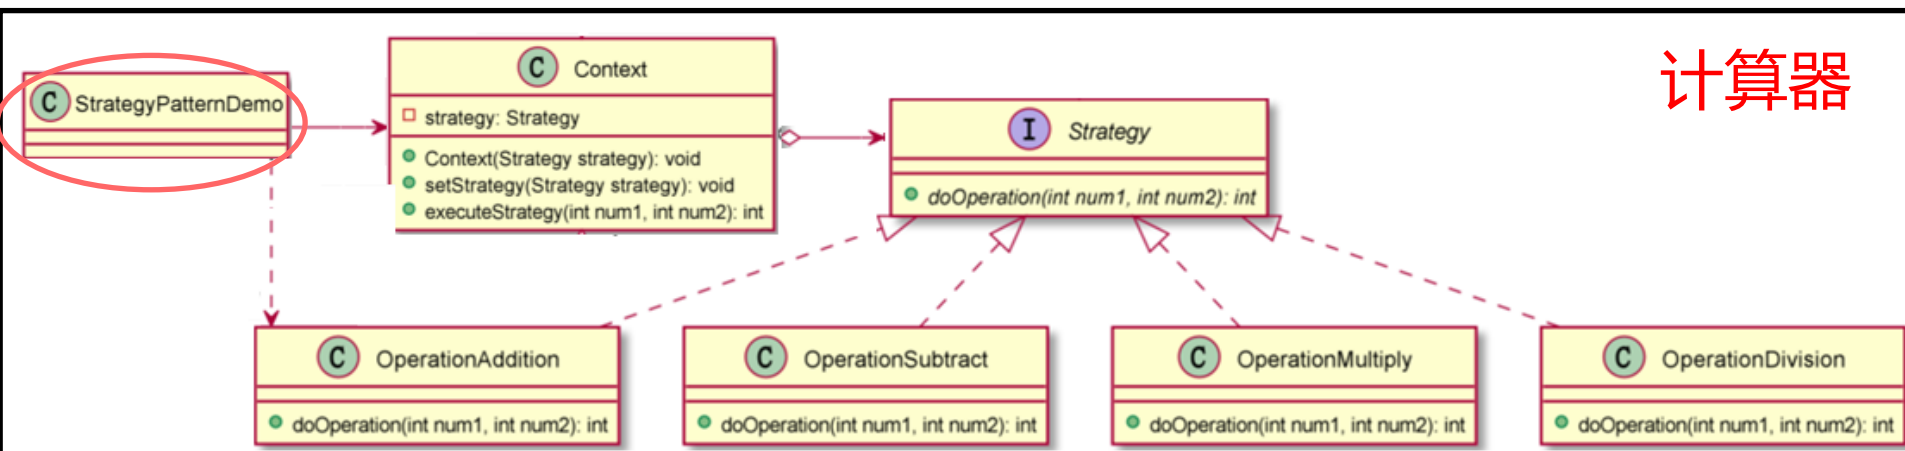 计算器
C StrategyPatternDemo
C Context
strategy: Strategy
Context(Strategy strategy): void
setStrategy(Strategy strategy): void
executeStrategy(int num1, int num2): int
I Strategy
doOperation(int num1, int num2): int
C OperationAddition
doOperation(int num1, int num2): int
C OperationSubtract
doOperation(int num1, int num2): int
C OperationMultiply
doOperation(int num1, int num2): int
C OperationDivision
doOperation(int num1, int num2): int